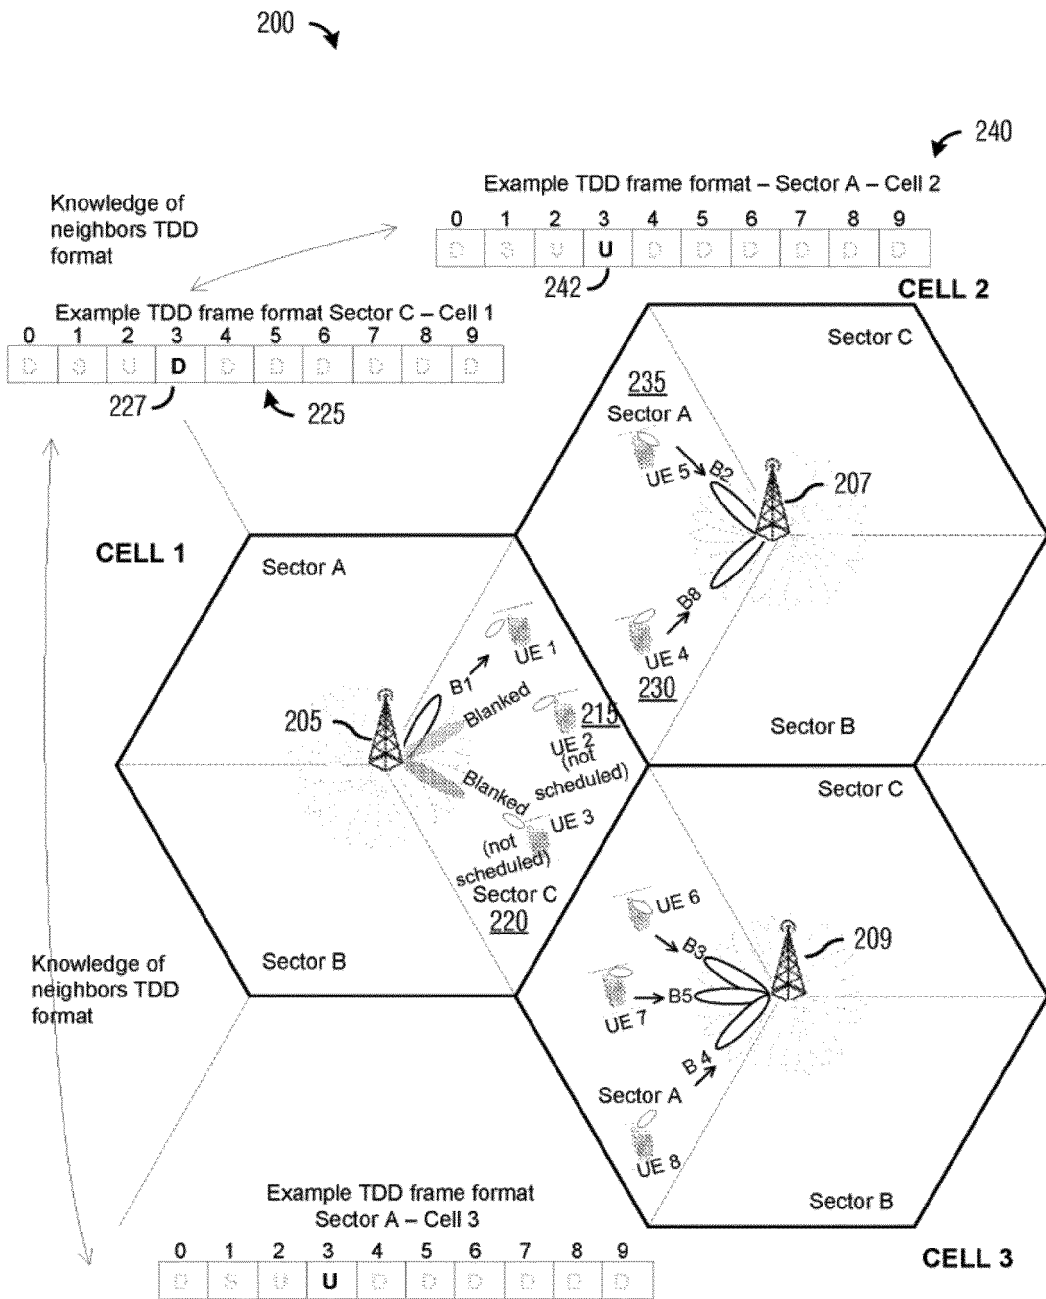 200
240
Example TDD frame format – Sector A – Cell 2
0 1 2 3 4 5 6 7 8 9
D S U U D D D D D D
242
Knowledge of
neighbors TDD
format
Example TDD frame format Sector C – Cell 1
0 1 2 3 4 5 6 7 8 9
D S U D D D D D D D
227
225
CELL 2
Sector C
235
Sector A
UE 5
B2
207
B8
UE 4
230
Sector B
CELL 1
Sector A
UE 1
B1
Blanked
205
215
UE 2
(not
scheduled)
Blanked
UE 3
(not
scheduled)
Sector C
220
Sector B
Sector C
UE 6
B3
209
UE 7
B5
B 4
Sector A
UE 8
Sector B
CELL 3
Knowledge of
neighbors TDD
format
Example TDD frame format
Sector A – Cell 3
0 1 2 3 4 5 6 7 8 9
D S U U D D D D D D